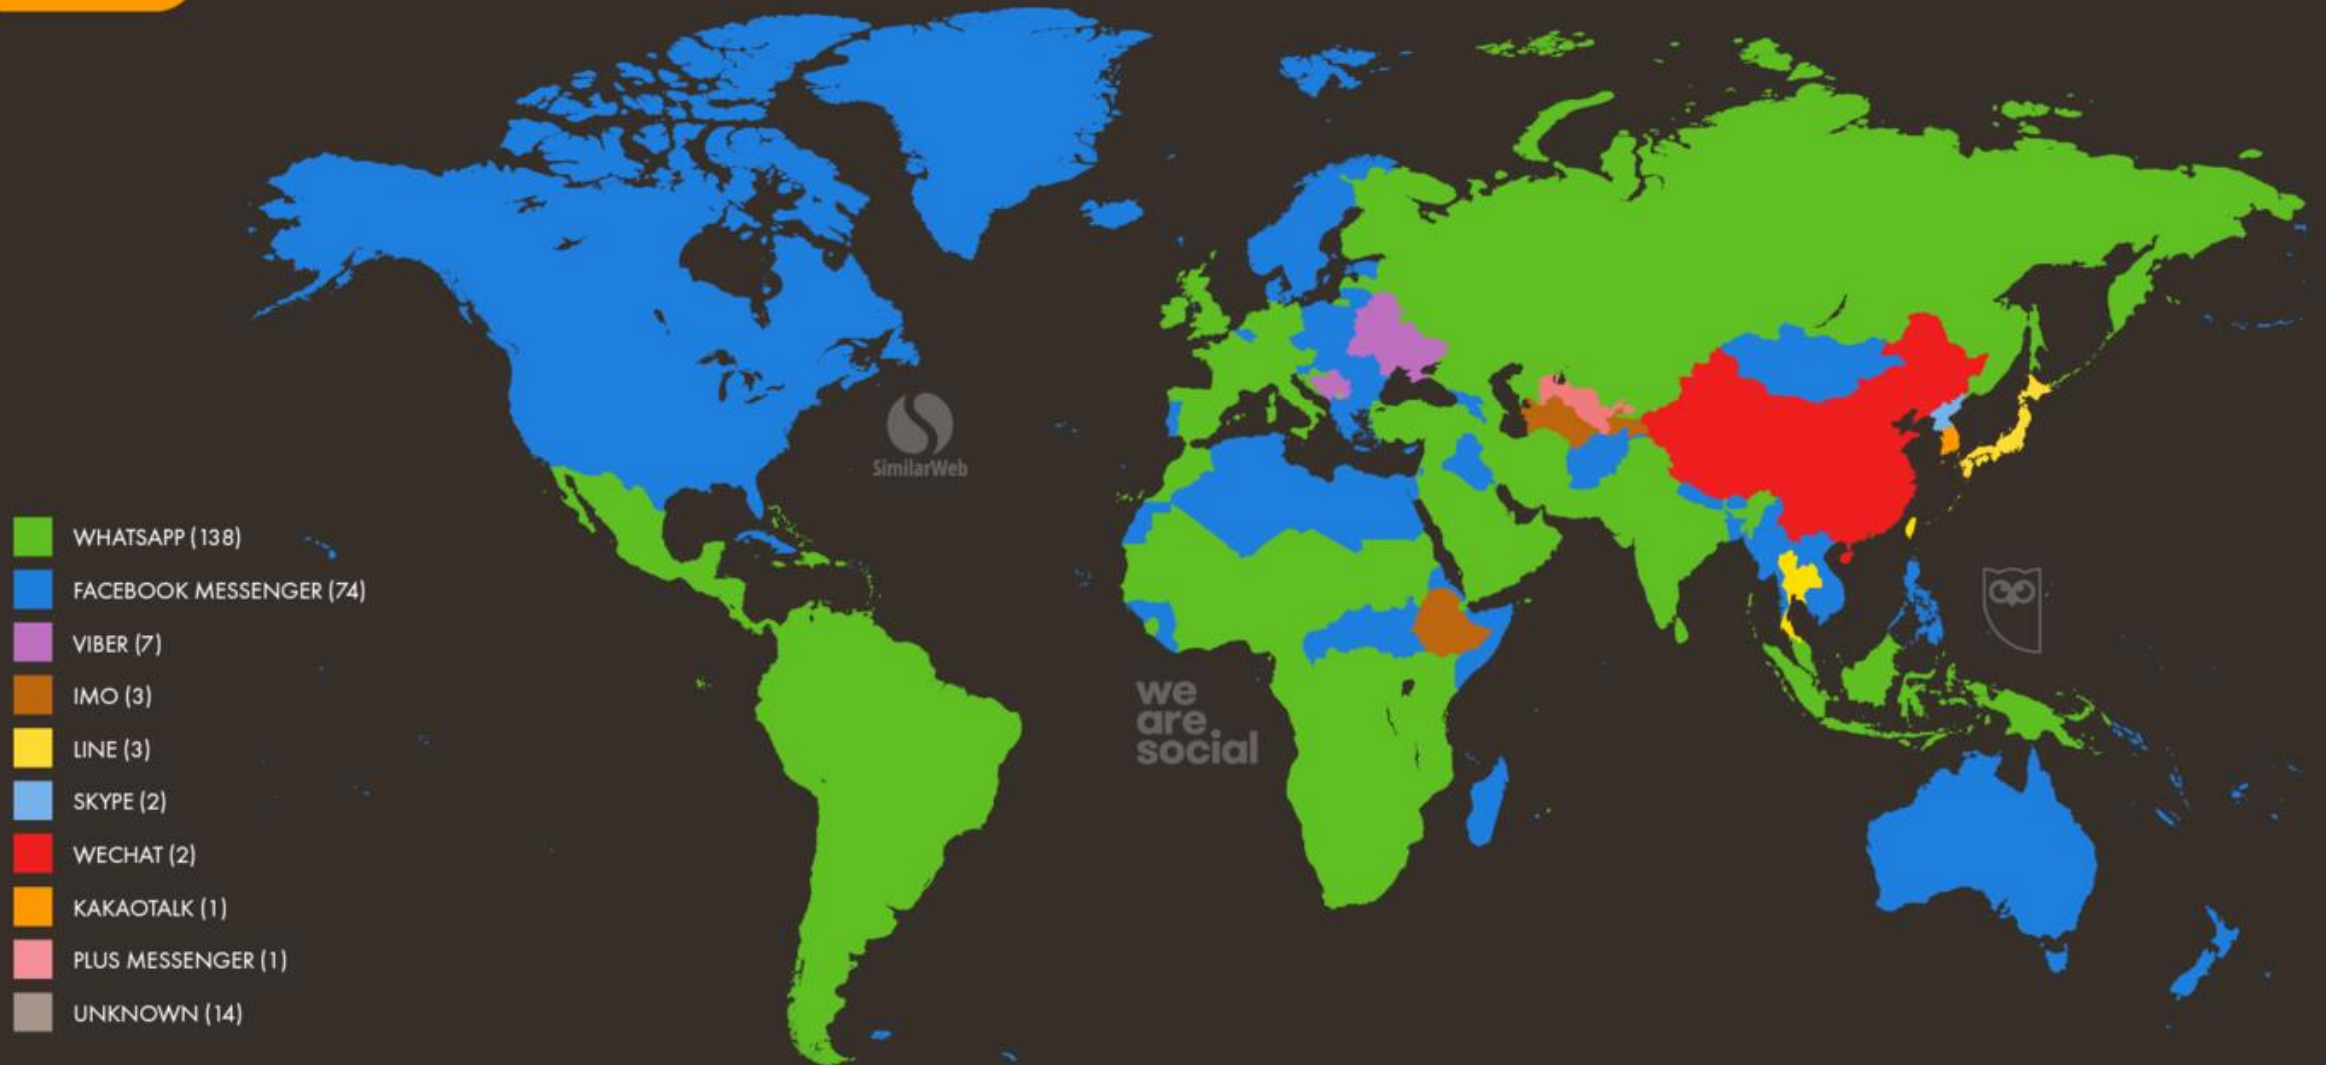 SimilarWeb
WHATSAPP (138)
FACEBOOK MESSENGER (74)
VIBER (7)
IMO (3)
LINE (3)
SKYPE (2)
WECHAT (2)
KAKAOTALK (1)
PLUS MESSENGER (1)
UNKNOWN (14)
we
are
social